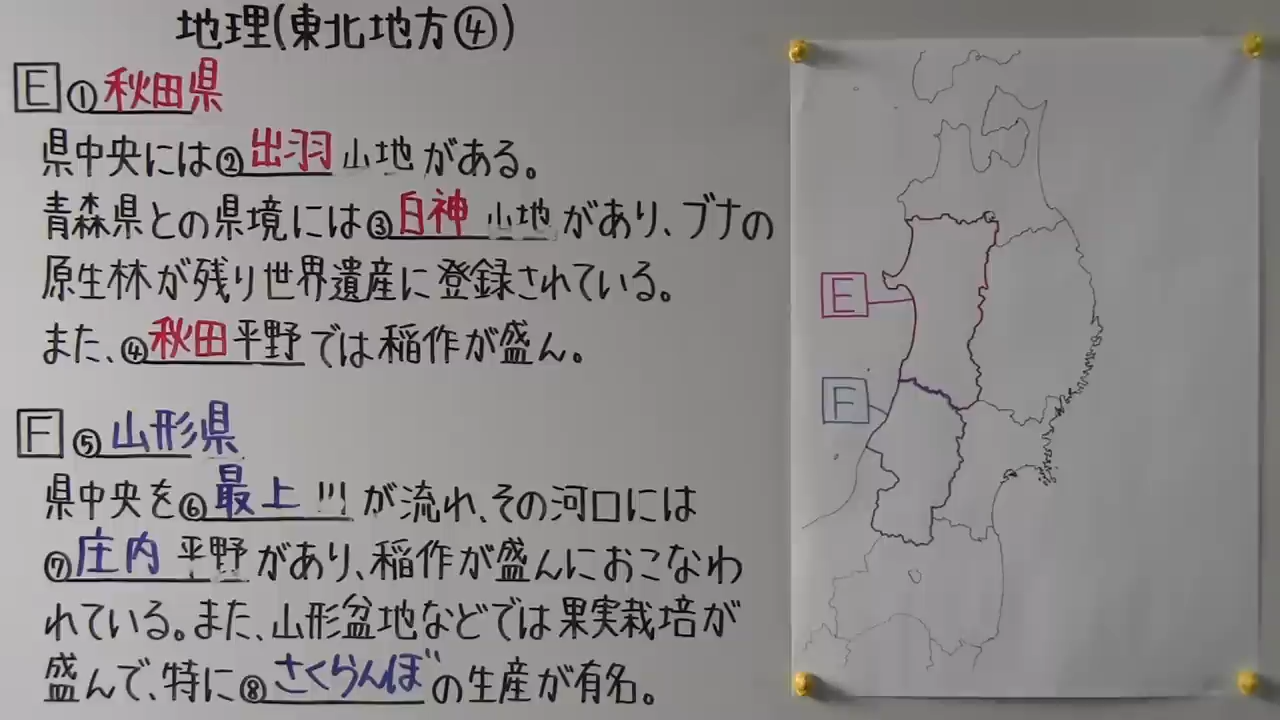 地理(東北地方④)
E ①秋田県
県中央には②出羽山地がある。
青森県との県境には③白神山地があり、ブナの
原生林が残り世界遺産に登録されている。
また、④秋田平野では稲作が盛ん。
F ⑤山形県
県中央を⑥最上川が流れ、その河口には
⑦庄内平野があり、稲作が盛んにおこなわ
れている。また、山形盆地などでは果実栽培が
盛んで、特に⑧さくらんぼの生産が有名。
E
F